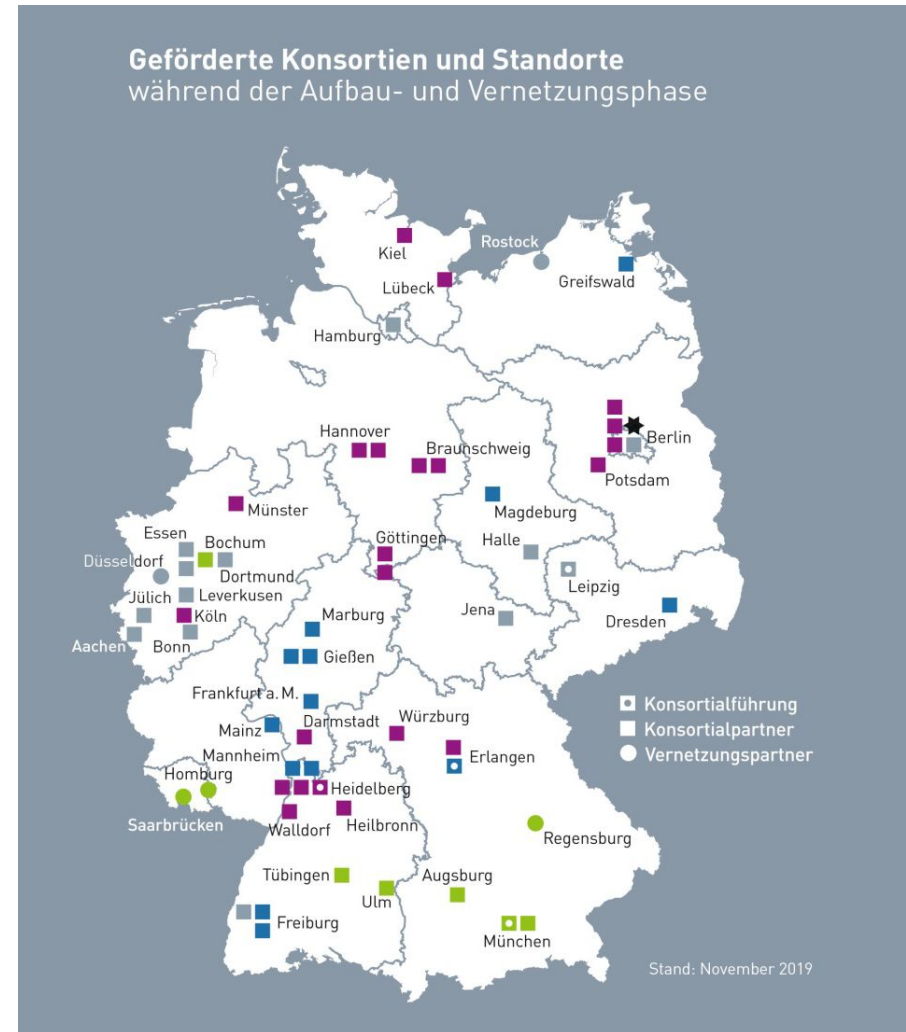 Geförderte Konsortien und Standorte
während der Aufbau- und Vernetzungsphase
Kiel
Rostock
Lübeck
Greifswald
Hamburg
Hannover
Braunschweig
Berlin
Potsdam
Münster
Magdeburg
Essen
Bochum
Göttingen
Halle
Düsseldorf
Dortmund
Leipzig
Jülich
Leverkusen
Köln
Marburg
Jena
Dresden
Aachen
Bonn
Gießen
Frankfurt a.M.
Mainz
Darmstadt
Würzburg
Konsortialführung
Konsortialpartner
Vernetzungspartner
Mannheim
Erlangen
Homburg
Heidelberg
Saarbrücken
Walldorf
Heilbronn
Regensburg
Tübingen
Augsburg
Ulm
Freiburg
München
Stand: November 2019